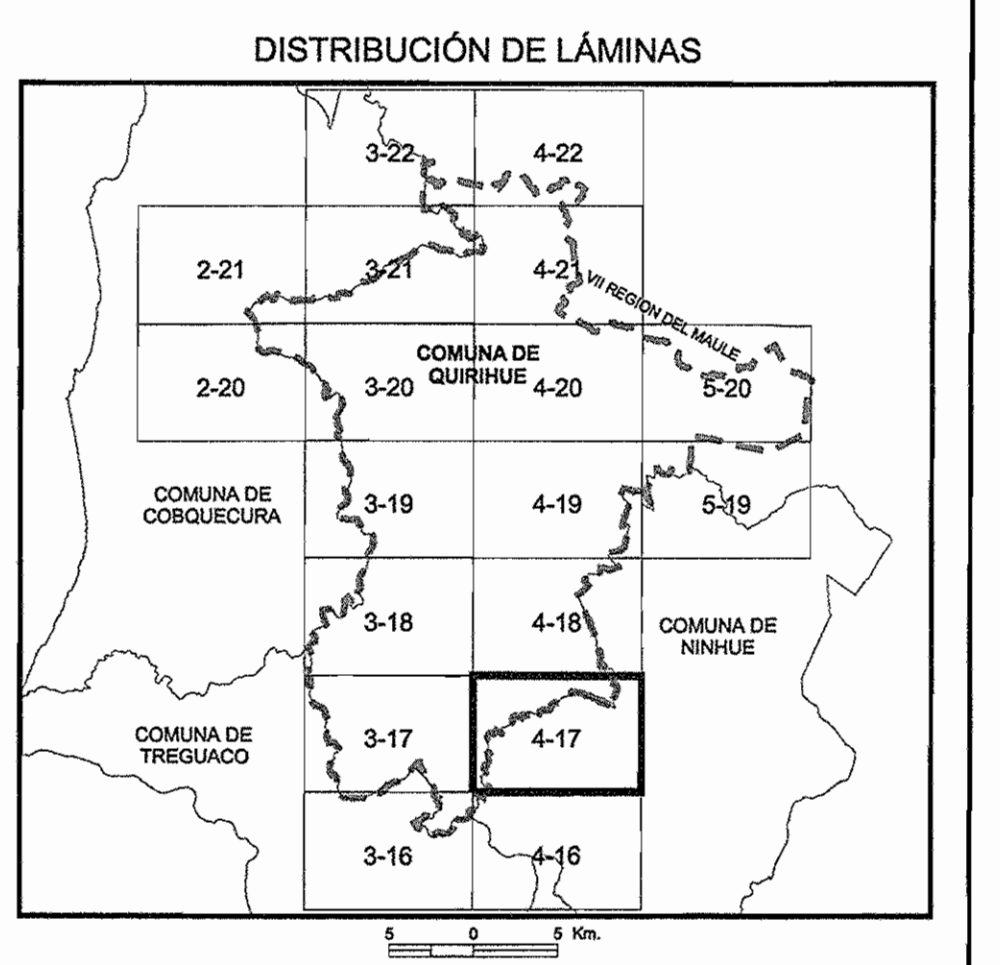 DISTRIBUCIÓN DE LÁMINAS
3-22
4-22
2-21
3-21
4-21
VII REGION DEL MAULE
COMUNA DE
QUIRIHUE
2-20
3-20
4-20
5-20
COMUNA DE
COBQUECURA
3-19
4-19
5-19
3-18
4-18
COMUNA DE
NINHUE
COMUNA DE
TREGUACO
3-17
4-17
3-16
4-16
5 0 5 Km.